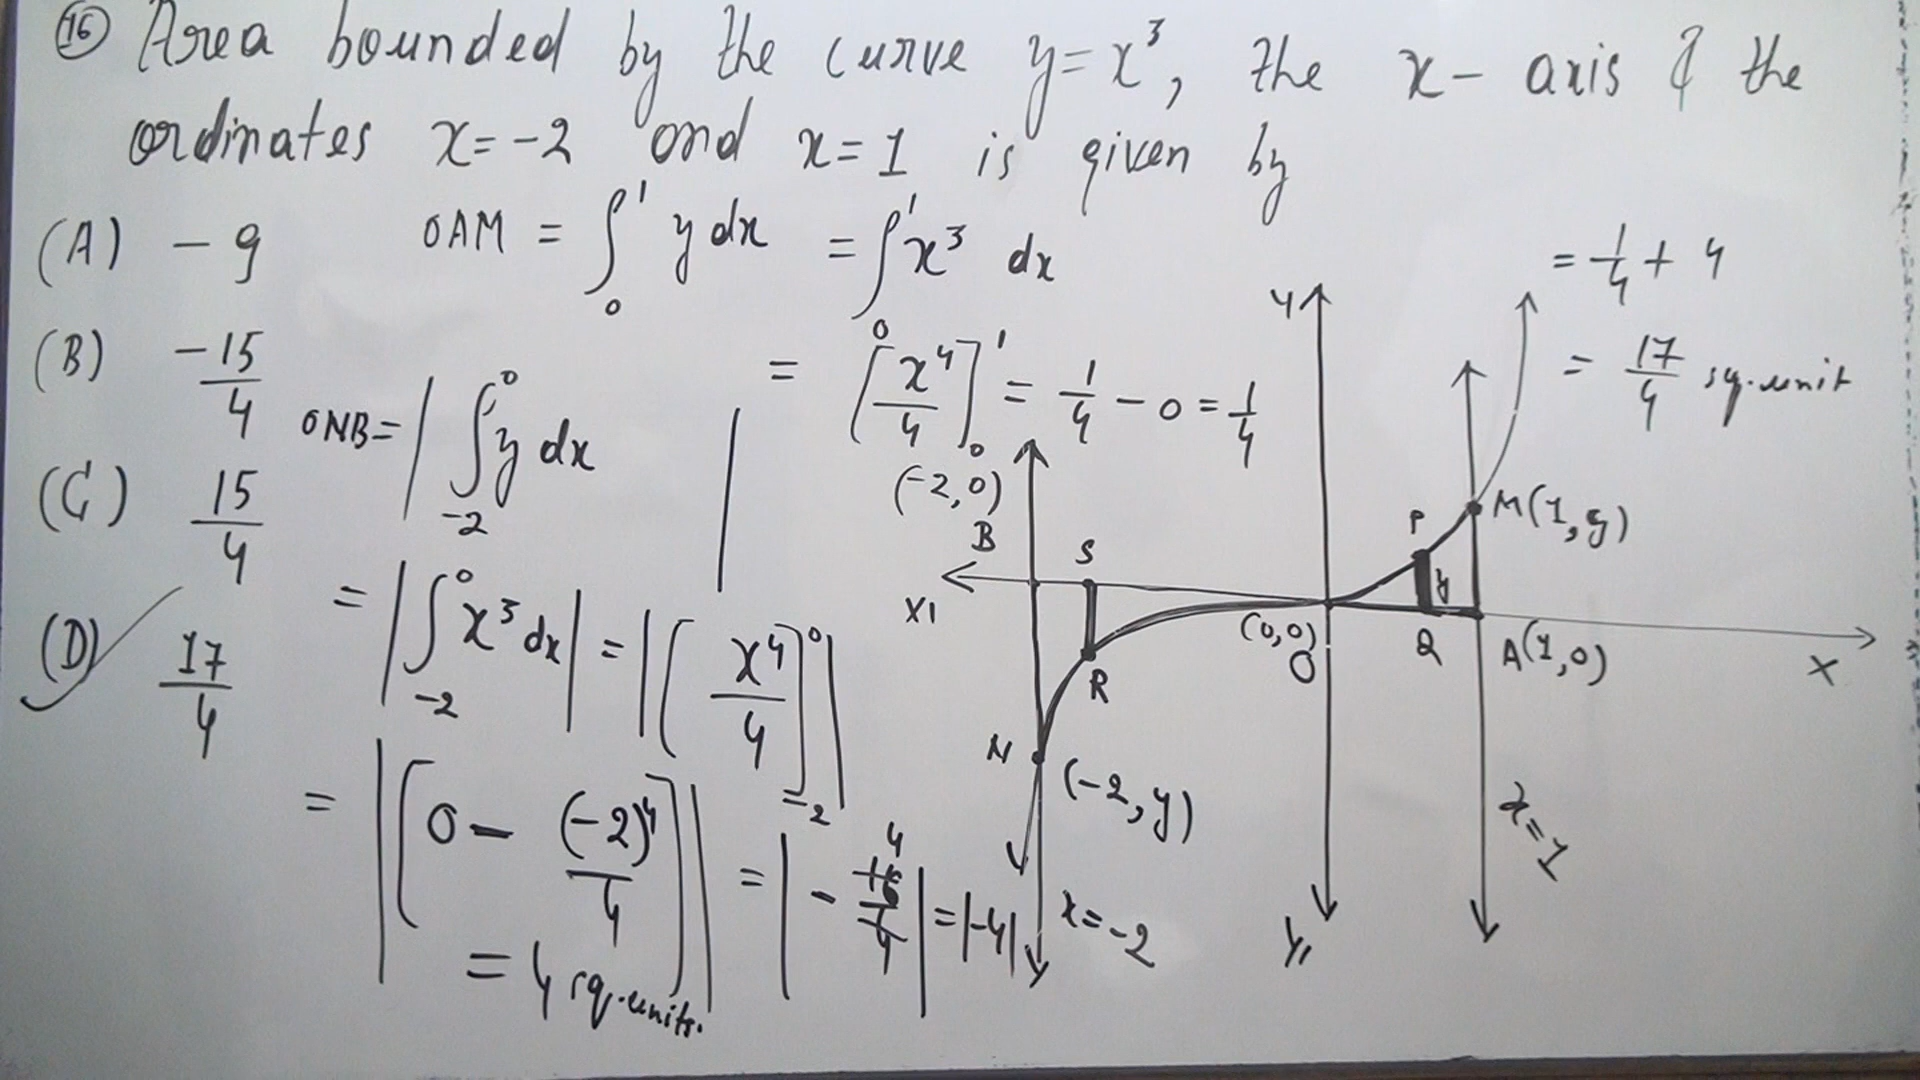 (16) Area bounded by the curve y = x³, the x - axis & the
ordinates x = -2 and x = 1 is given by
(A) - 9
(B) -15/4
(C) 15/4
(D) 17/4
OAM = ∫₀¹ y dx = ∫₀¹ x³ dx
= [x⁴/4]₀¹ = 1/4 - 0 = 1/4
ONB = | ∫₋₂⁰ y dx |
= | ∫₋₂⁰ x³ dx | = | [x⁴/4]₋₂⁰ |
= | [0 - (-2)⁴/4] | = | - 16/4 | = |-4|
= 4 sq. units.
= 1/4 + 4
= 17/4 sq. unit
Y
(-2, 0)
B
S
X1
R
N
(-2, y)
x = -2
(0,0)
O
P
y
Q
M(1, y)
A(1,0)
X
x = 1
Y1